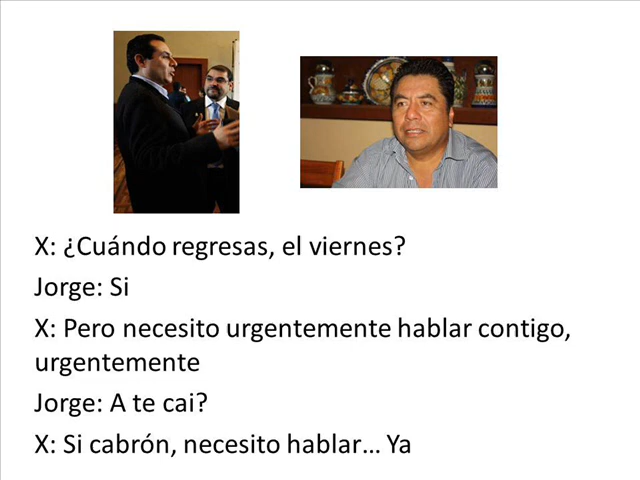 X: ¿Cuándo regresas, el viernes?
Jorge: Si
X: Pero necesito urgentemente hablar contigo,
urgentemente
Jorge: A te cai?
X: Si cabrón, necesito hablar... Ya